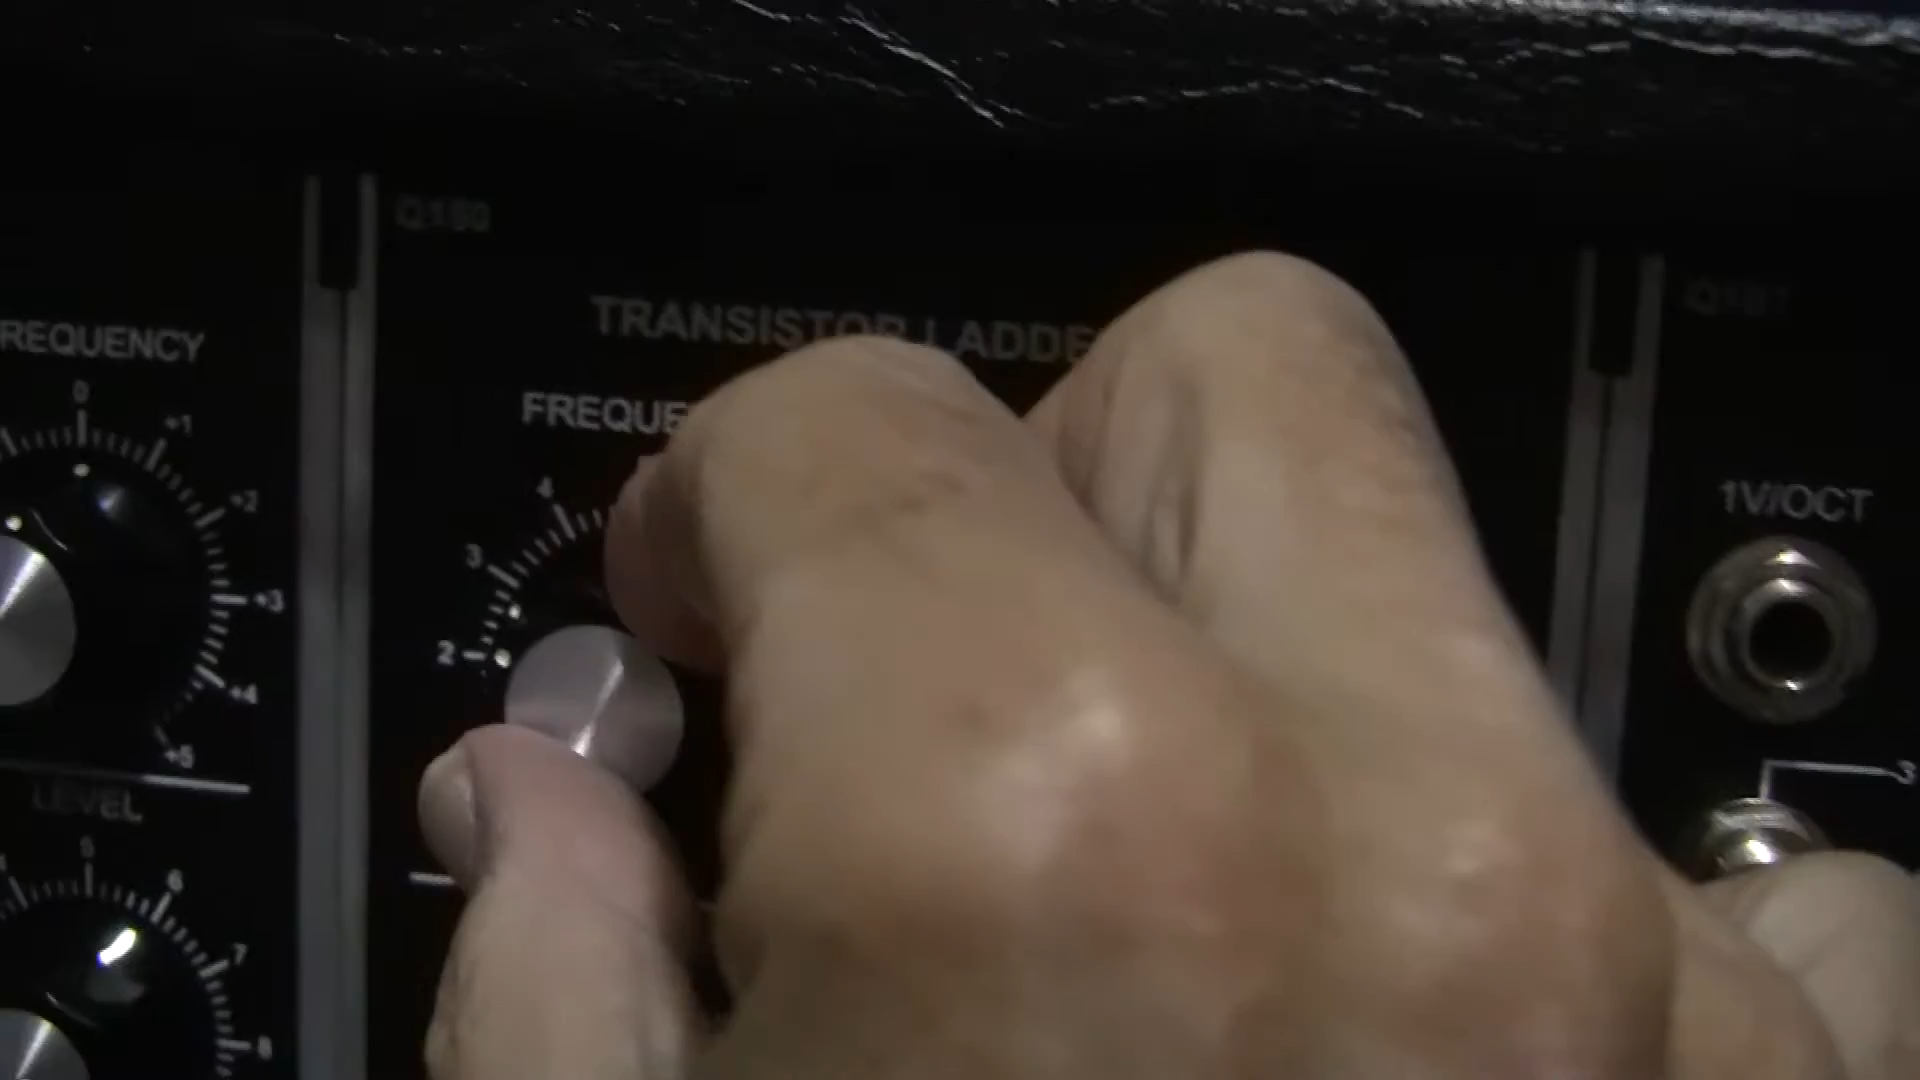 Q150
REQUENCY
0
+1
+2
+3
+4
+5
LEVEL
5
6
7
8
TRANSISTOR LADDE
FREQUE
4
3
2
1V/OCT
3